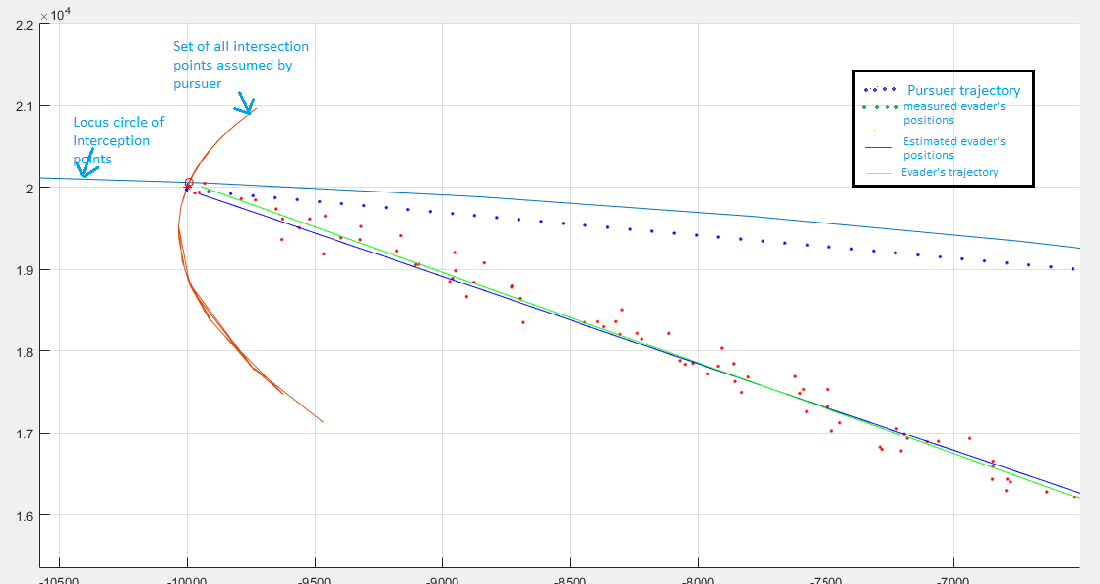 ×10⁴
2.2
2.1
2
1.9
1.8
1.7
1.6
-10500
-10000
-9500
-9000
-8500
-8000
-7500
-7000
Set of all intersection
points assumed by
pursuer
Locus circle of
Interception
points
Pursuer trajectory
measured evader's
positions
Estimated evader's
positions
Evader's trajectory